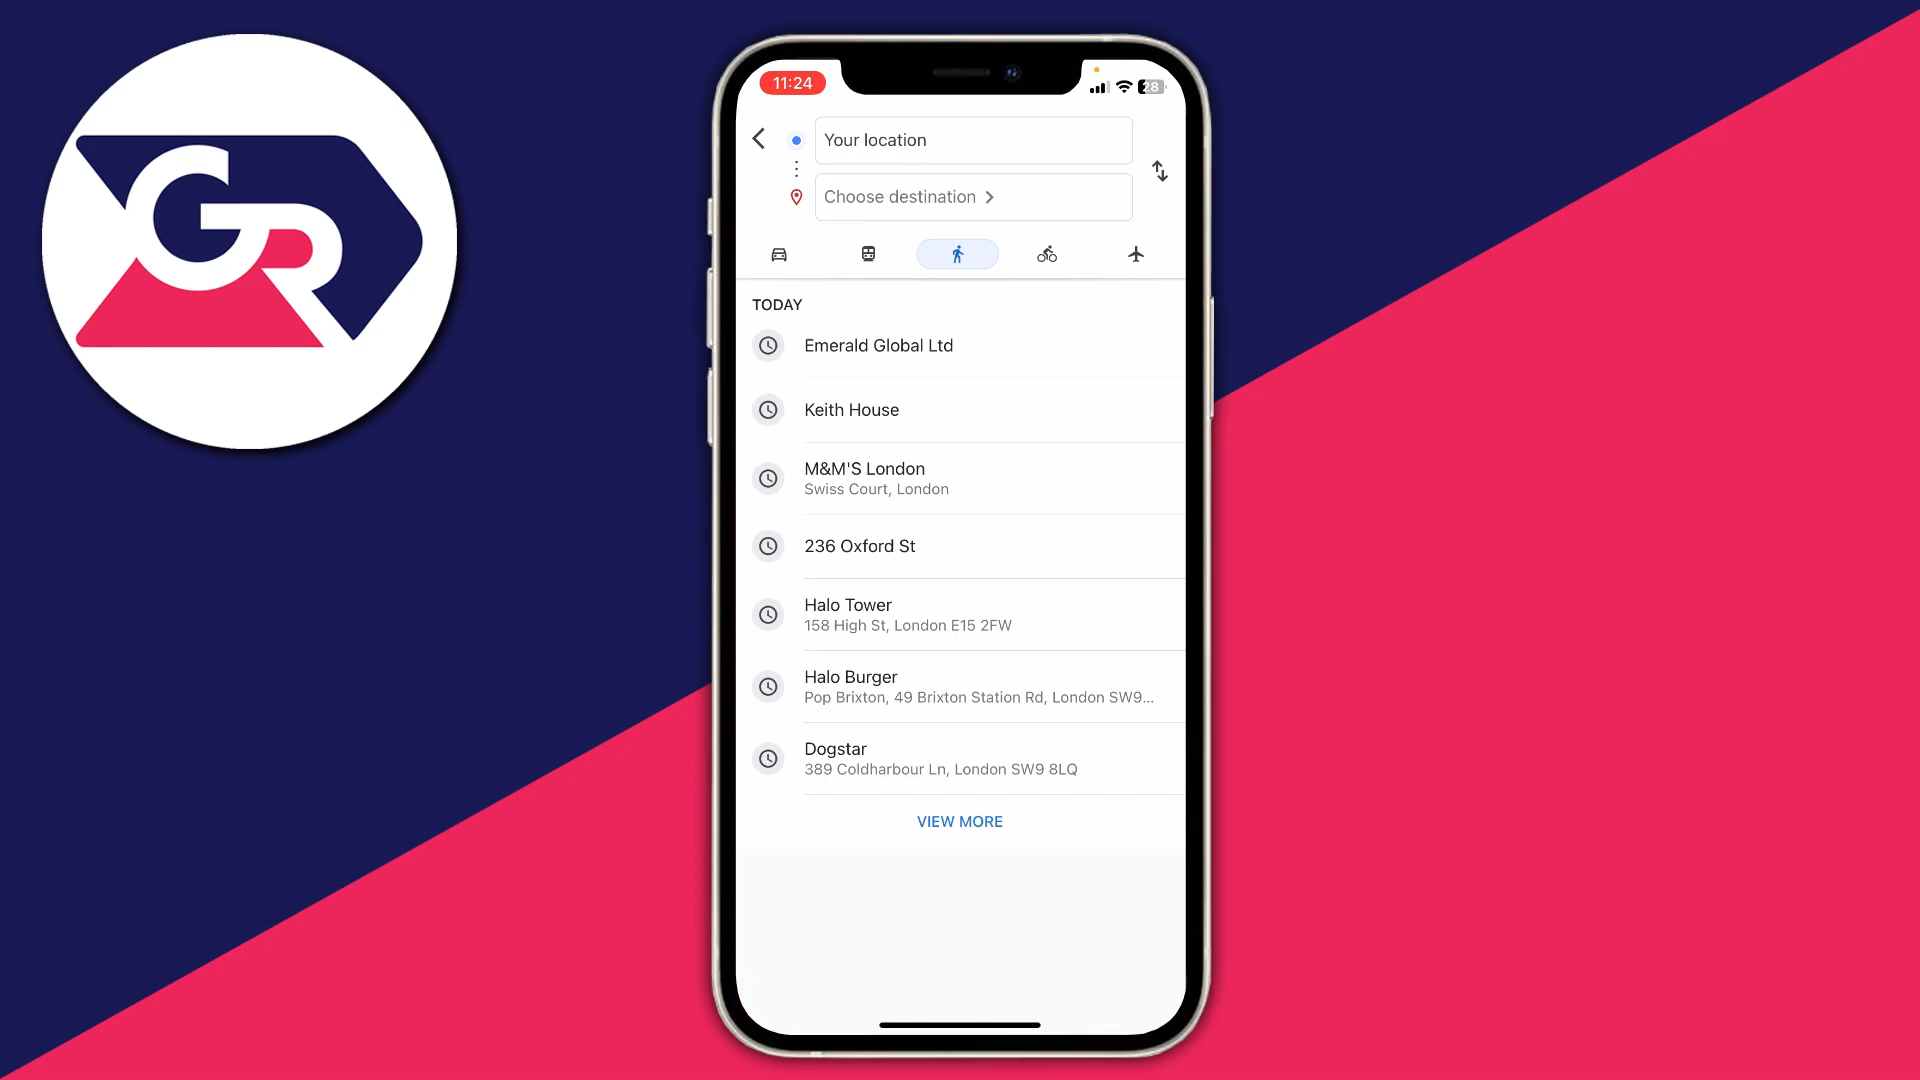 GR
11:24
28
Your location
Choose destination
TODAY
Emerald Global Ltd
Keith House
M&M'S London
Swiss Court, London
236 Oxford St
Halo Tower
158 High St, London E15 2FW
Halo Burger
Pop Brixton, 49 Brixton Station Rd, London SW9...
Dogstar
389 Coldharbour Ln, London SW9 8LQ
VIEW MORE